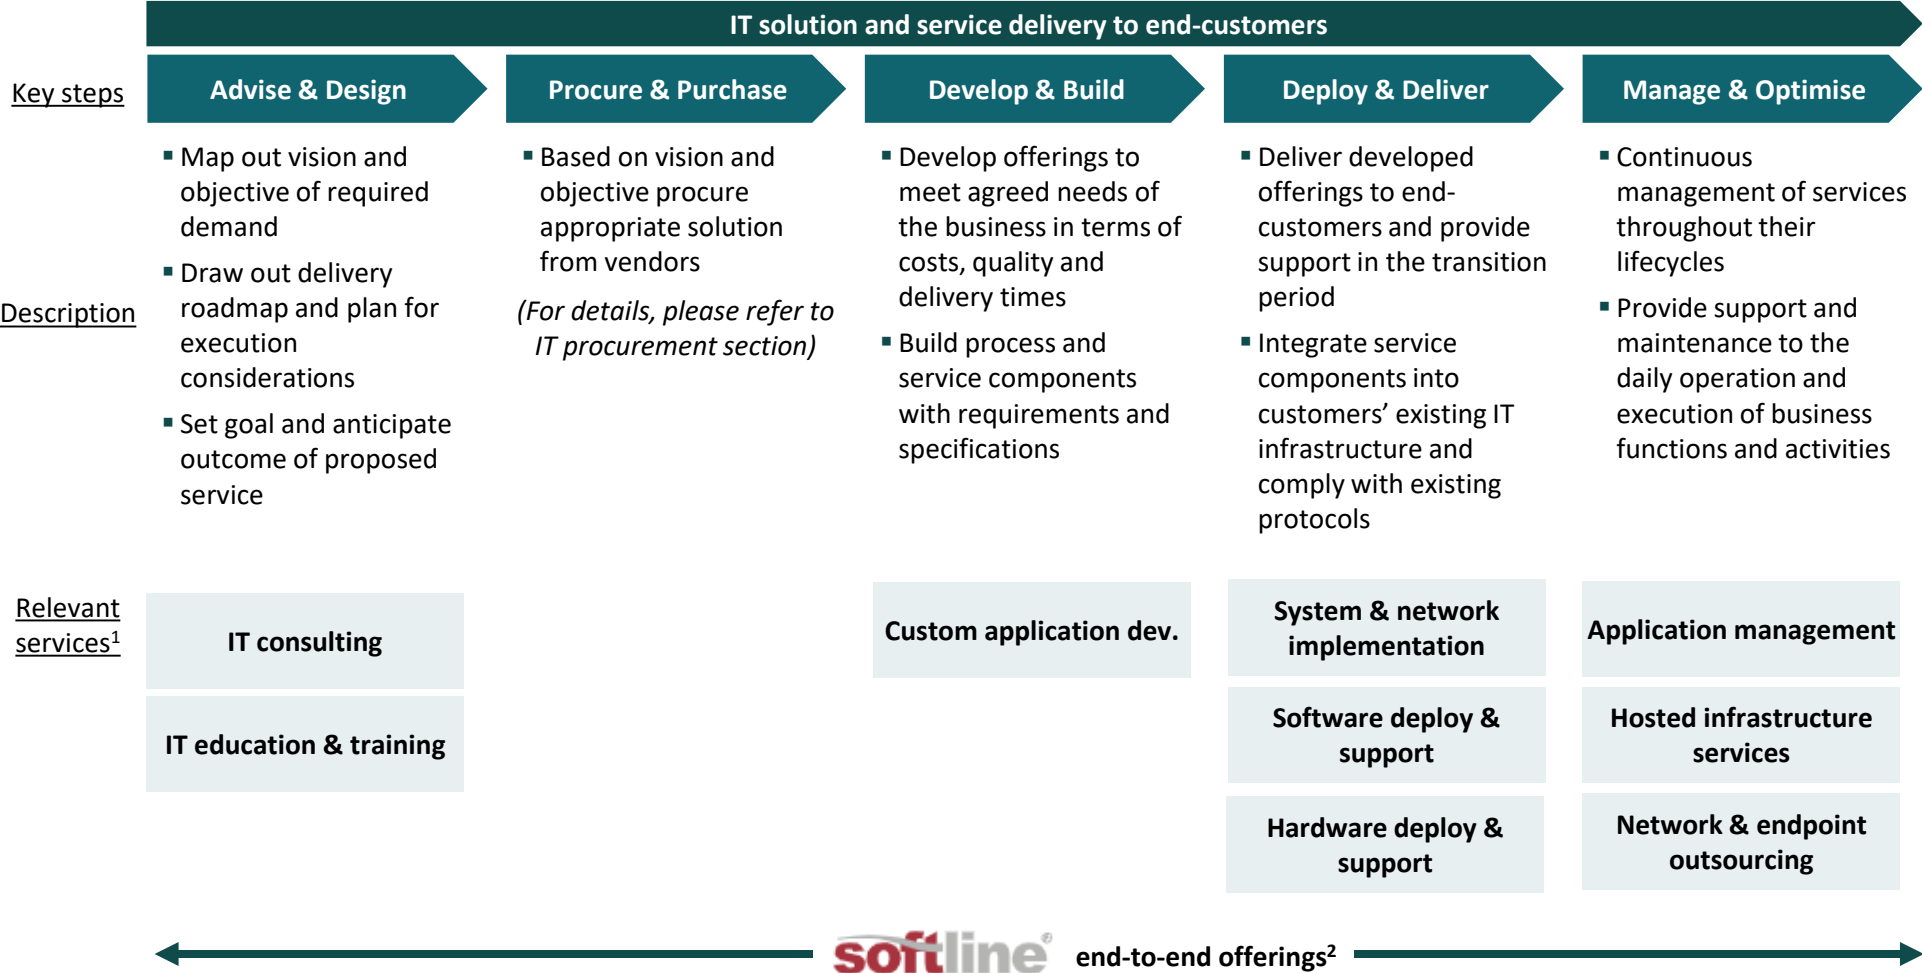 IT solution and service delivery to end-customers
Key steps
Advise & Design
Procure & Purchase
Develop & Build
Deploy & Deliver
Manage & Optimise
Description
▪ Map out vision and
objective of required
demand
▪ Draw out delivery
roadmap and plan for
execution
considerations
▪ Set goal and anticipate
outcome of proposed
service
▪ Based on vision and
objective procure
appropriate solution
from vendors
(For details, please refer to
IT procurement section)
▪ Develop offerings to
meet agreed needs of
the business in terms of
costs, quality and
delivery times
▪ Build process and
service components
with requirements and
specifications
▪ Deliver developed
offerings to end-
customers and provide
support in the transition
period
▪ Integrate service
components into
customers’ existing IT
infrastructure and
comply with existing
protocols
▪ Continuous
management of services
throughout their
lifecycles
▪ Provide support and
maintenance to the
daily operation and
execution of business
functions and activities
Relevant
services¹
IT consulting
IT education & training
Custom application dev.
System & network
implementation
Software deploy &
support
Hardware deploy &
support
Application management
Hosted infrastructure
services
Network & endpoint
outsourcing
softline® end-to-end offerings²